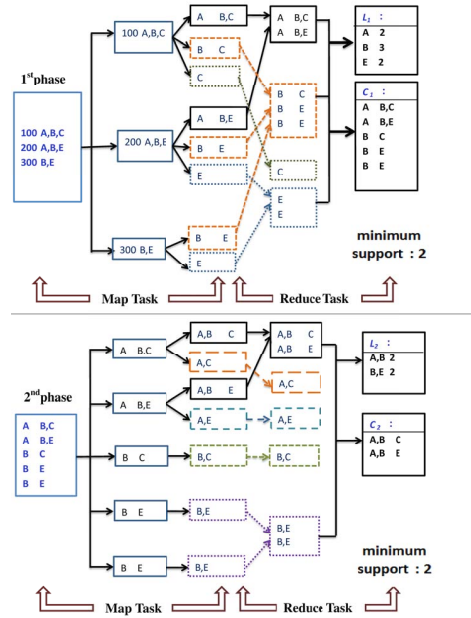 1st phase
100 A,B,C
200 A,B,E
300 B,E
100 A,B,C
200 A,B,E
300 B,E
A B,C
B C
C
A B,E
B E
E
B E
E
A B,C
A B,E
B C
B E
B E
C
E
E
L1 :
A 2
B 3
E 2
C1 :
A B,C
A B,E
B C
B E
B E
minimum
support : 2
Map Task
Reduce Task
2nd phase
A B,C
A B.E
B C
B E
B E
A B.C
A B,E
B C
B E
B E
A,B C
A,C
A,B E
A,E
B,C
B,E
B,E
A,B C
A,B E
A,C
A,E
B,C
B,E
B,E
L2 :
A,B 2
B,E 2
C2 :
A,B C
A,B E
minimum
support : 2
Map Task
Reduce Task